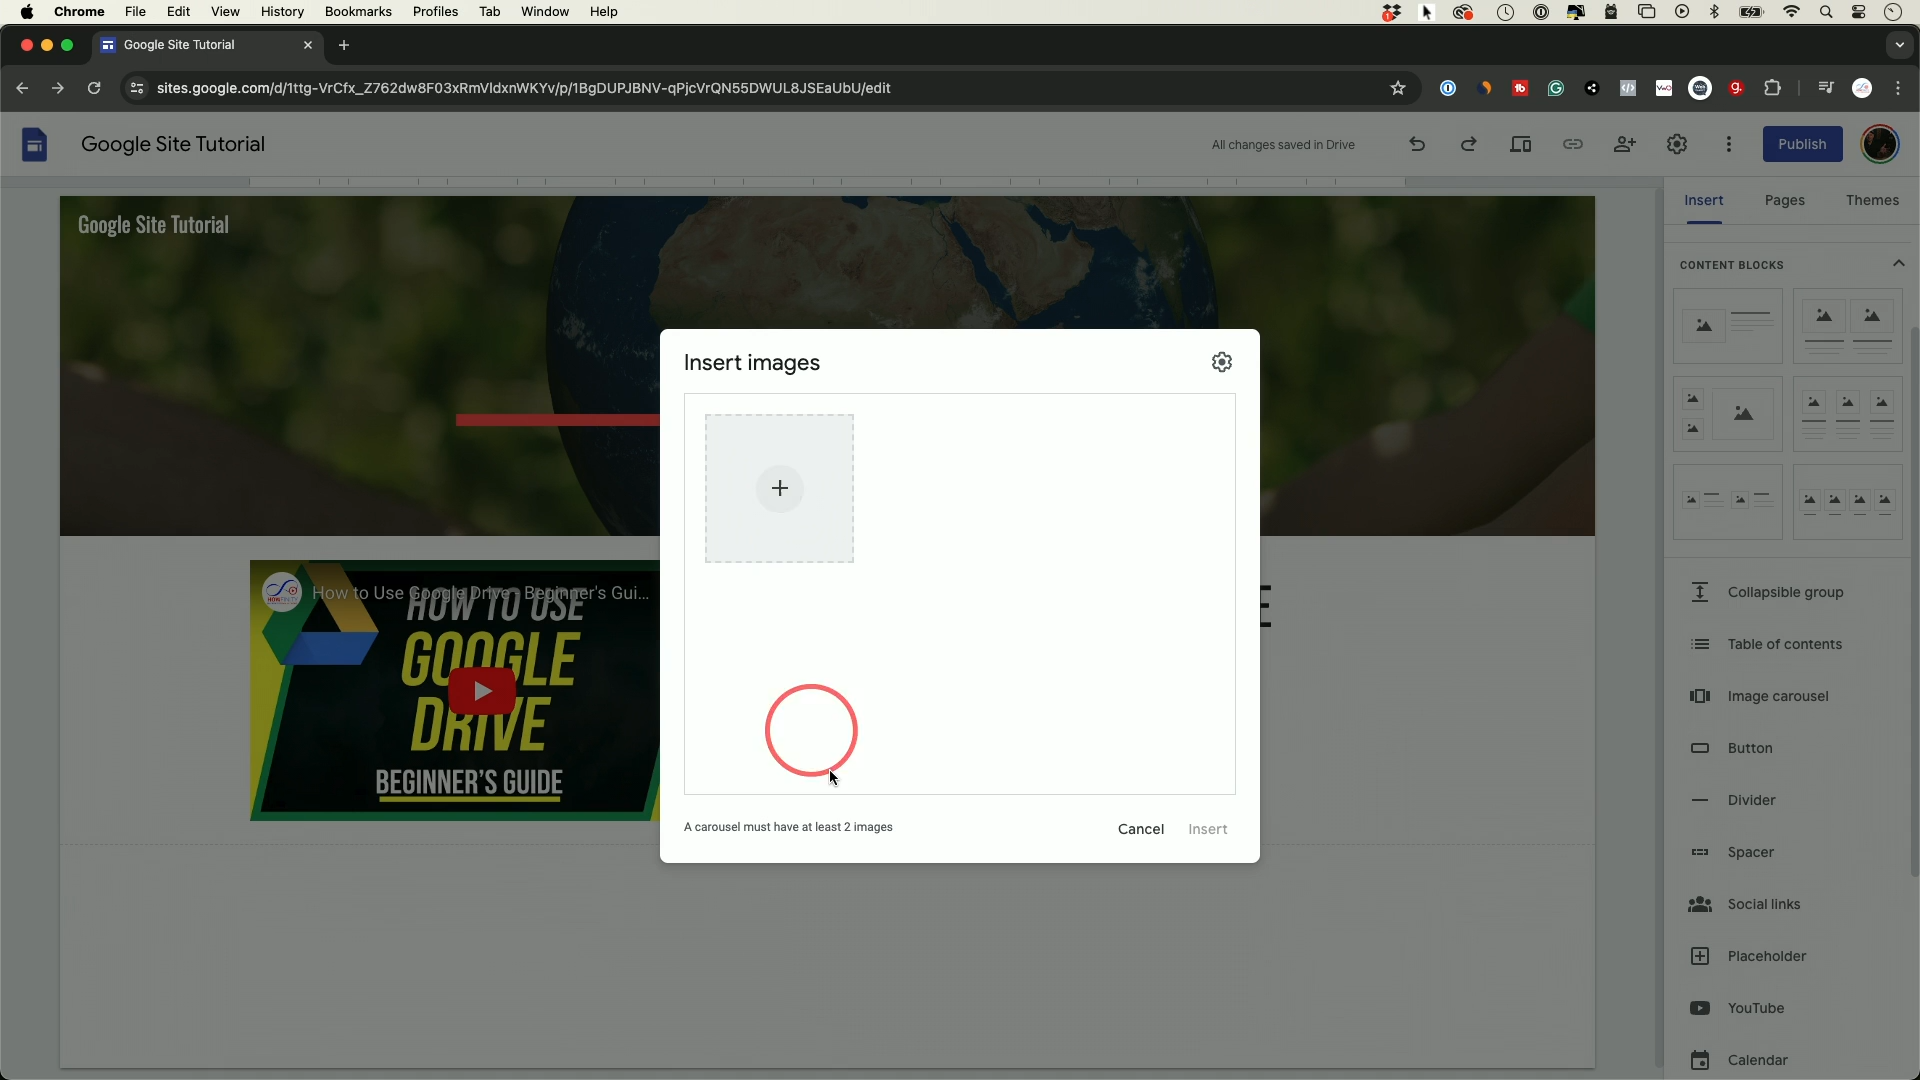 Chrome File Edit View History Bookmarks Profiles Tab Window Help
Google Site Tutorial
sites.google.com/d/1ttg-VrCfx_Z762dw8F03xRmVldxnWKYv/p/1BgDUPJBNV-qPjcVrQN55DWUL8JSEaUbU/edit
Google Site Tutorial
All changes saved in Drive
Publish
Insert Pages Themes
Google Site Tutorial
CONTENT BLOCKS
Insert images
How to Use Google Drive - Beginner's Gui...
HOW TO USE
GOOGLE
DRIVE
BEGINNER'S GUIDE
E
A carousel must have at least 2 images
Cancel Insert
Collapsible group
Table of contents
Image carousel
Button
Divider
Spacer
Social links
Placeholder
YouTube
Calendar